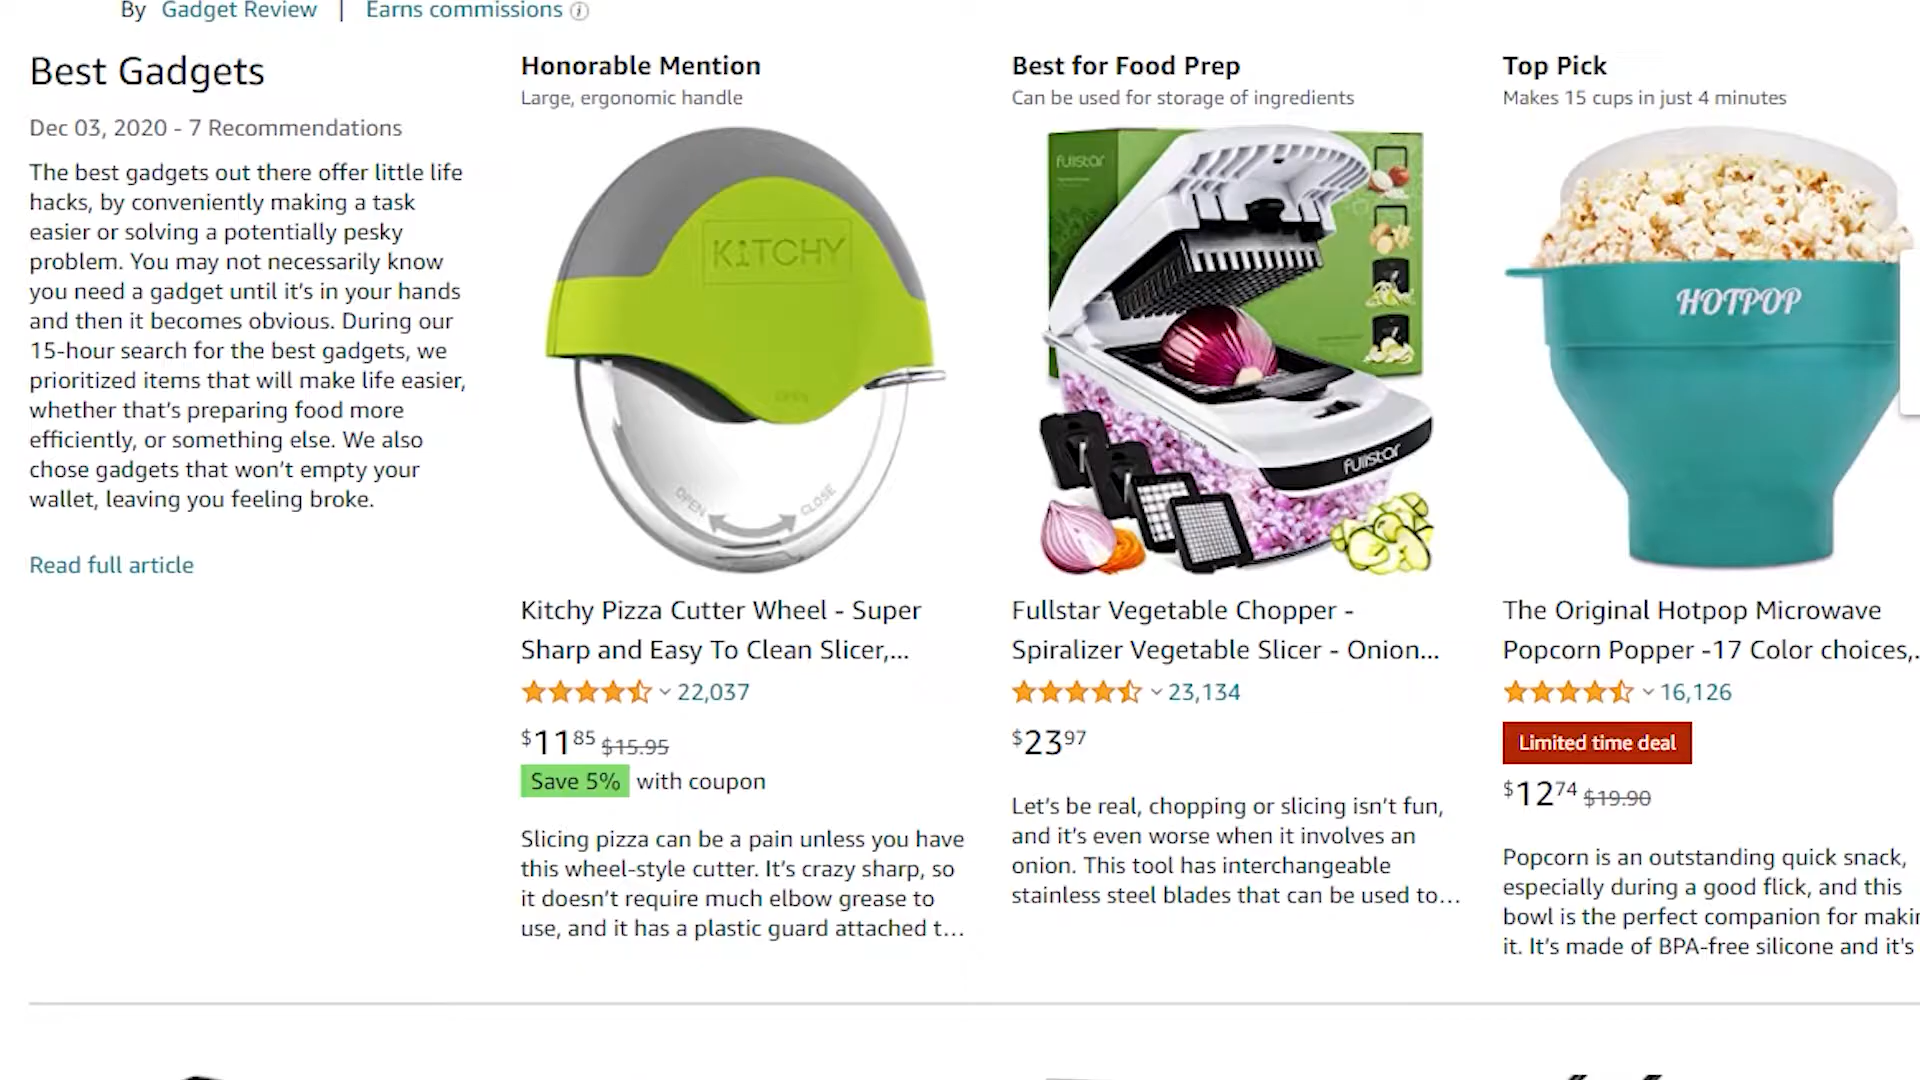 By Gadget Review | Earns commissions
Best Gadgets
Dec 03, 2020 - 7 Recommendations
The best gadgets out there offer little life
hacks, by conveniently making a task
easier or solving a potentially pesky
problem. You may not necessarily know
you need a gadget until it's in your hands
and then it becomes obvious. During our
15-hour search for the best gadgets, we
prioritized items that will make life easier,
whether that's preparing food more
efficiently, or something else. We also
chose gadgets that won't empty your
wallet, leaving you feeling broke.
Read full article
Honorable Mention
Large, ergonomic handle
KITCHY
OPEN
OPEN CLOSE
Kitchy Pizza Cutter Wheel - Super
Sharp and Easy To Clean Slicer,...
22,037
$11.85 $15.95
Save 5% with coupon
Slicing pizza can be a pain unless you have
this wheel-style cutter. It's crazy sharp, so
it doesn't require much elbow grease to
use, and it has a plastic guard attached t...
Best for Food Prep
Can be used for storage of ingredients
fullstar
fullstar
Fullstar Vegetable Chopper -
Spiralizer Vegetable Slicer - Onion...
23,134
$23.97
Let's be real, chopping or slicing isn't fun,
and it's even worse when it involves an
onion. This tool has interchangeable
stainless steel blades that can be used to...
Top Pick
Makes 15 cups in just 4 minutes
HOTPOP
The Original Hotpop Microwave
Popcorn Popper -17 Color choices,.
16,126
Limited time deal
$12.74 $19.90
Popcorn is an outstanding quick snack,
especially during a good flick, and this
bowl is the perfect companion for makin
it. It's made of BPA-free silicone and it's